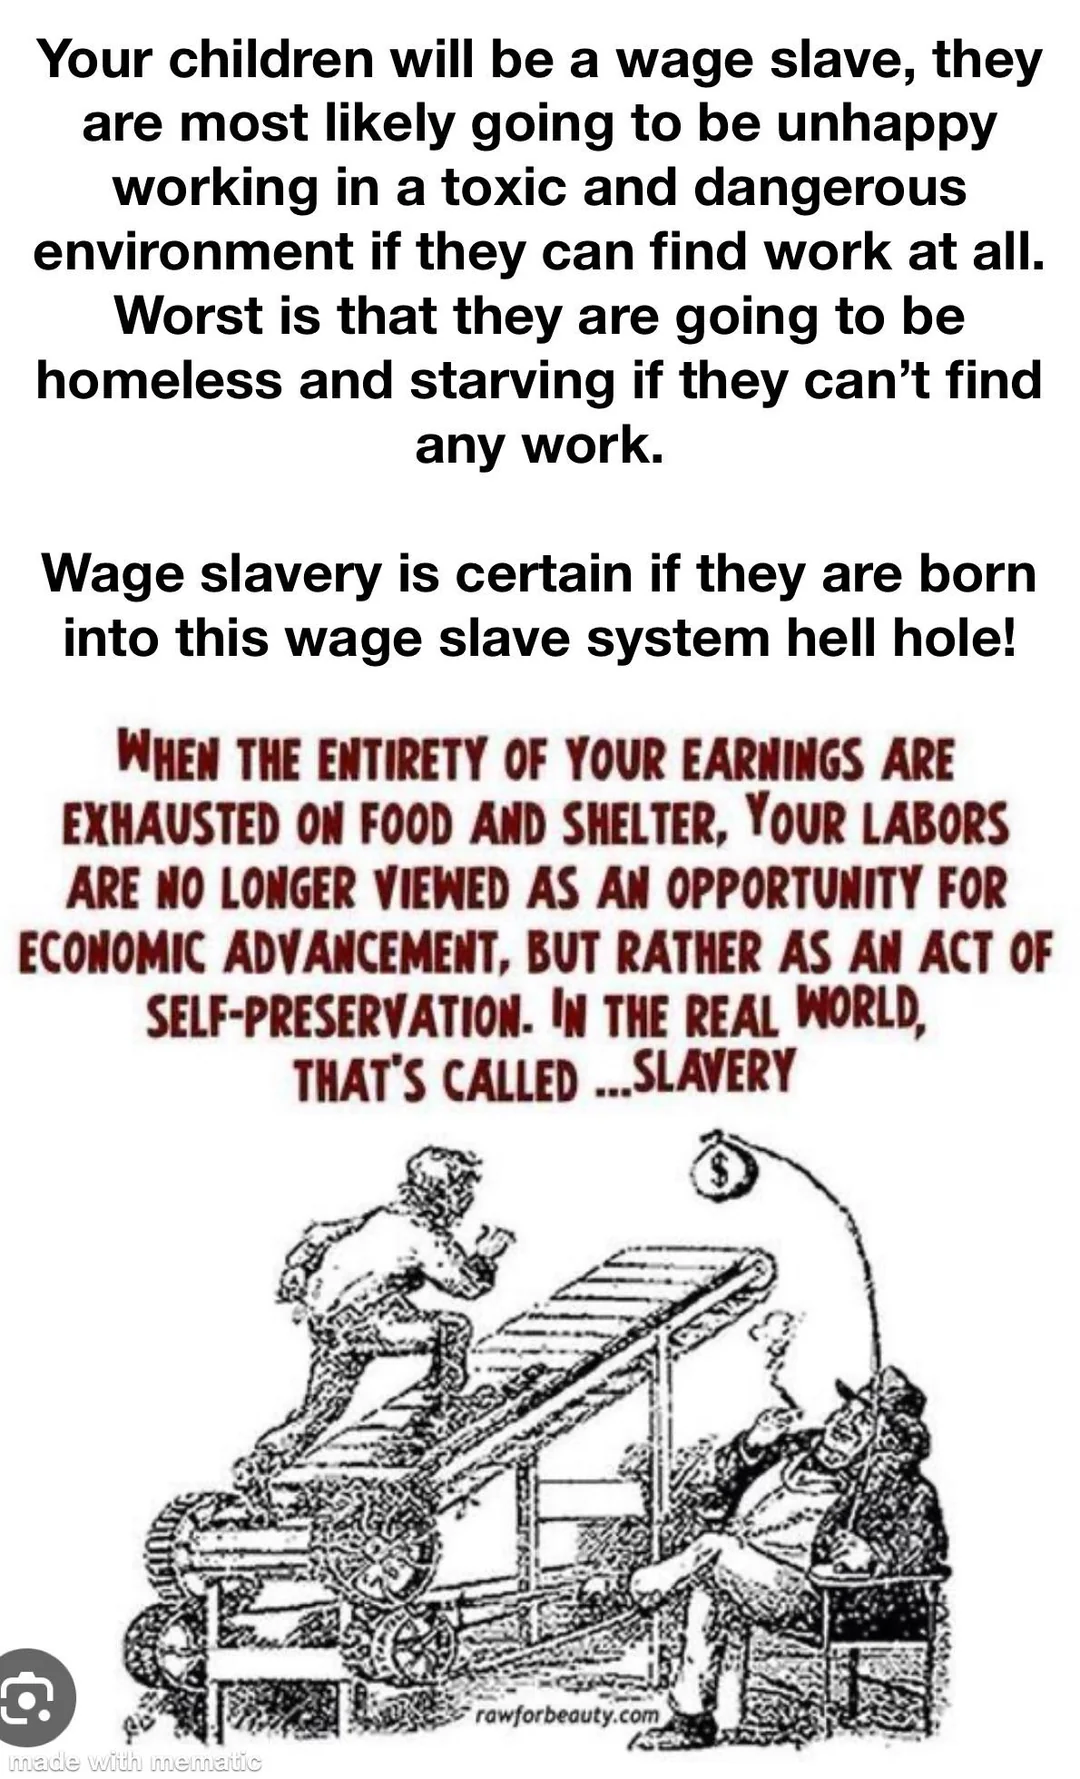 Your children will be a wage slave, they
are most likely going to be unhappy
working in a toxic and dangerous
environment if they can find work at all.
Worst is that they are going to be
homeless and starving if they can’t find
any work.
Wage slavery is certain if they are born
into this wage slave system hell hole!
WHEN THE ENTIRETY OF YOUR EARNINGS ARE
EXHAUSTED ON FOOD AND SHELTER, YOUR LABORS
ARE NO LONGER VIEWED AS AN OPPORTUNITY FOR
ECONOMIC ADVANCEMENT, BUT RATHER AS AN ACT OF
SELF-PRESERVATION. IN THE REAL WORLD,
THAT'S CALLED ...SLAVERY
$
rawforbeauty.com
made with mematic